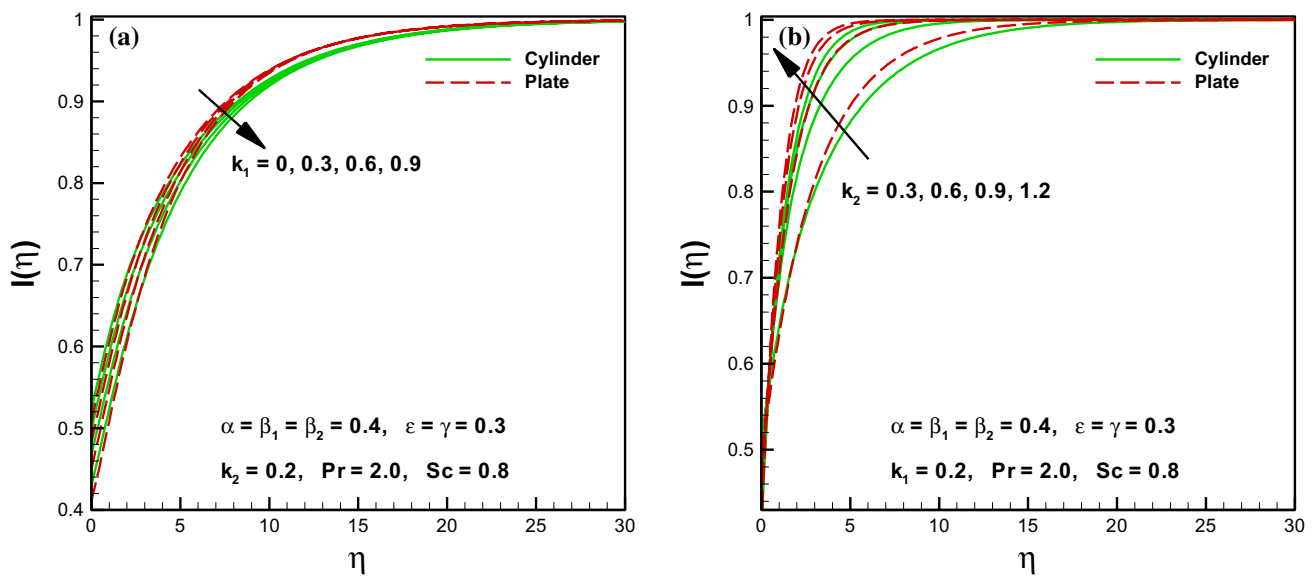 (a)
Cylinder
Plate
k1 = 0, 0.3, 0.6, 0.9
α = β1 = β2 = 0.4, ε = γ = 0.3
k2 = 0.2, Pr = 2.0, Sc = 0.8
l(η)
1
0.9
0.8
0.7
0.6
0.5
0.4
0 5 10 15 20 25 30
η
(b)
Cylinder
Plate
k2 = 0.3, 0.6, 0.9, 1.2
α = β1 = β2 = 0.4, ε = γ = 0.3
k1 = 0.2, Pr = 2.0, Sc = 0.8
l(η)
1
0.9
0.8
0.7
0.6
0.5
0 5 10 15 20 25 30
η